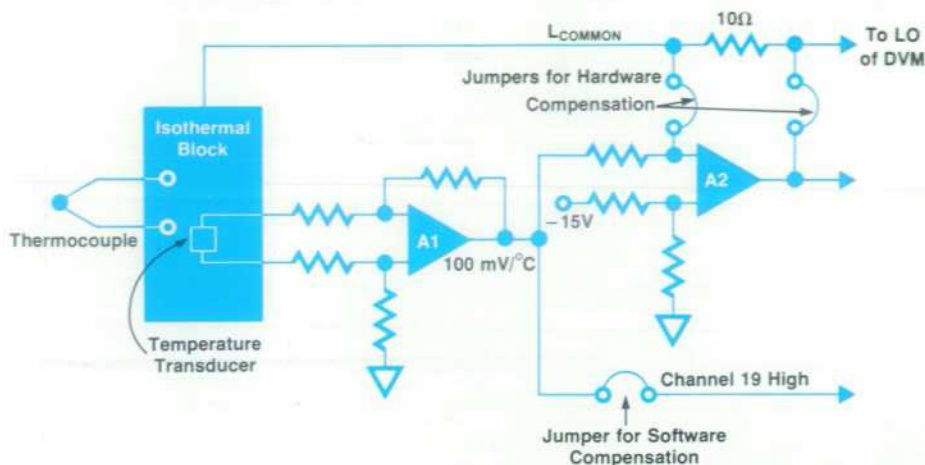 10Ω
L COMMON
To LO
of DVM
Jumpers for Hardware
Compensation
Isothermal
Block
A2
Thermocouple
A1
-15V
100 mV/°C
Temperature
Transducer
Channel 19 High
Jumper for Software
Compensation